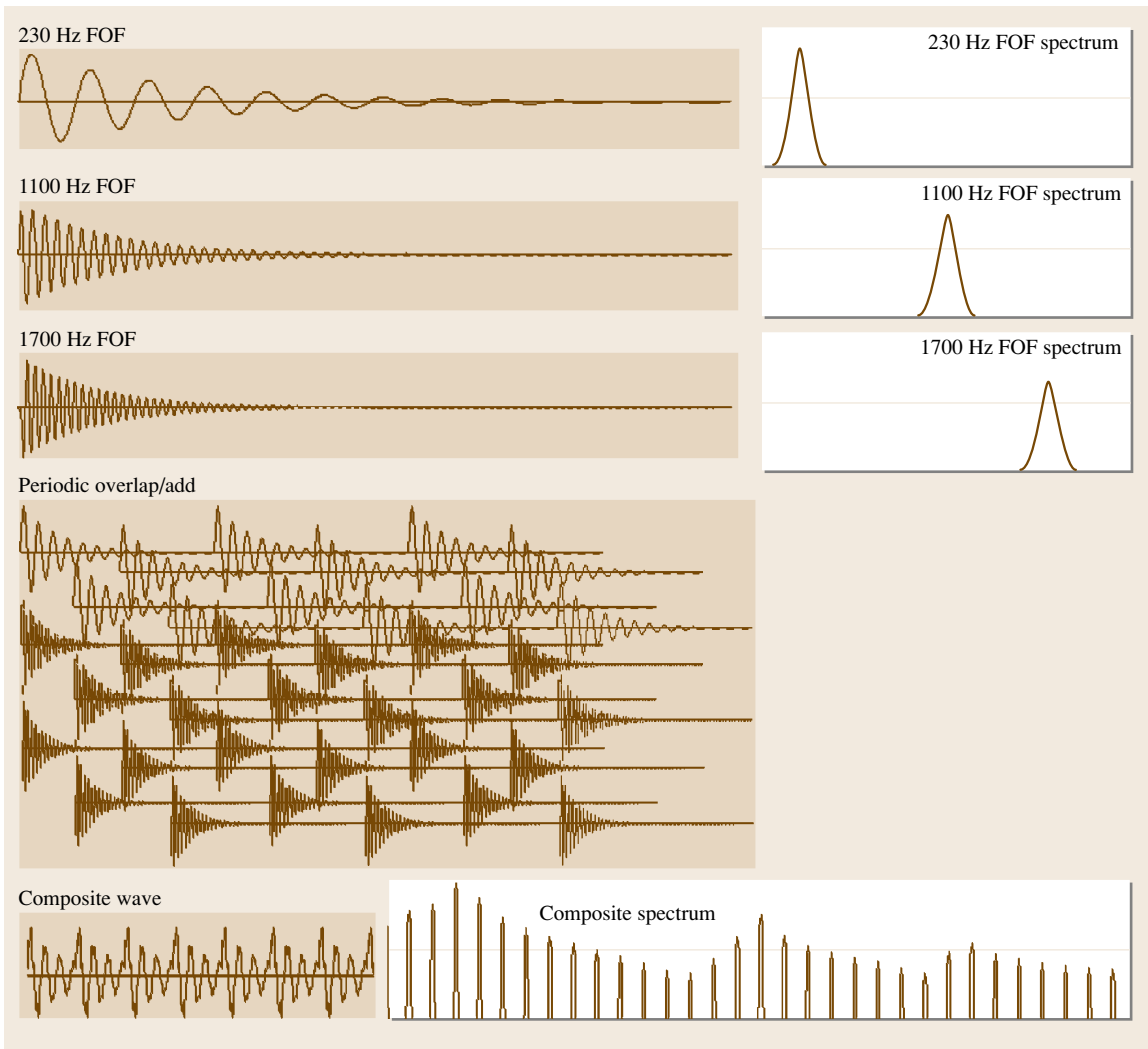 230 Hz FOF
230 Hz FOF spectrum
1100 Hz FOF
1100 Hz FOF spectrum
1700 Hz FOF
1700 Hz FOF spectrum
Periodic overlap/add
Composite wave
Composite spectrum